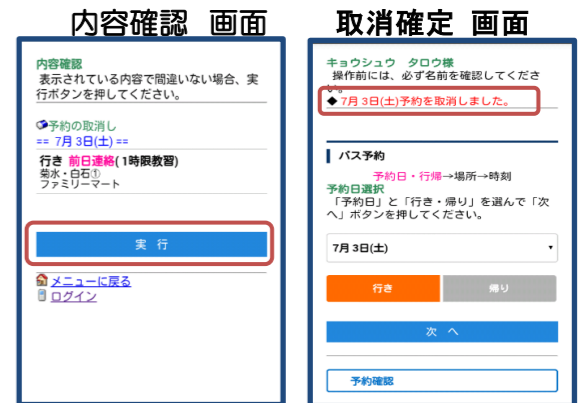 内容確認 画面
内容確認
表示されている内容で間違いない場合、実
行ボタンを押してください。
予約の取消し
== 7月 3日(土) ==
行き 前日連絡(1時限教習)
菊水・白石①
ファミリーマート
実 行
メニューに戻る
ログイン
取消確定 画面
キョウシュウ タロウ様
操作前には、必ず名前を確認してくださ
い。
◆ 7月 3日(土)予約を取消しました。
バス予約
予約日・行帰→場所→時刻
予約日選択
「予約日」と「行き・帰り」を選んで「次
へ」ボタンを押してください。
7月 3日(土)
行き 帰り
次 へ
予約確認